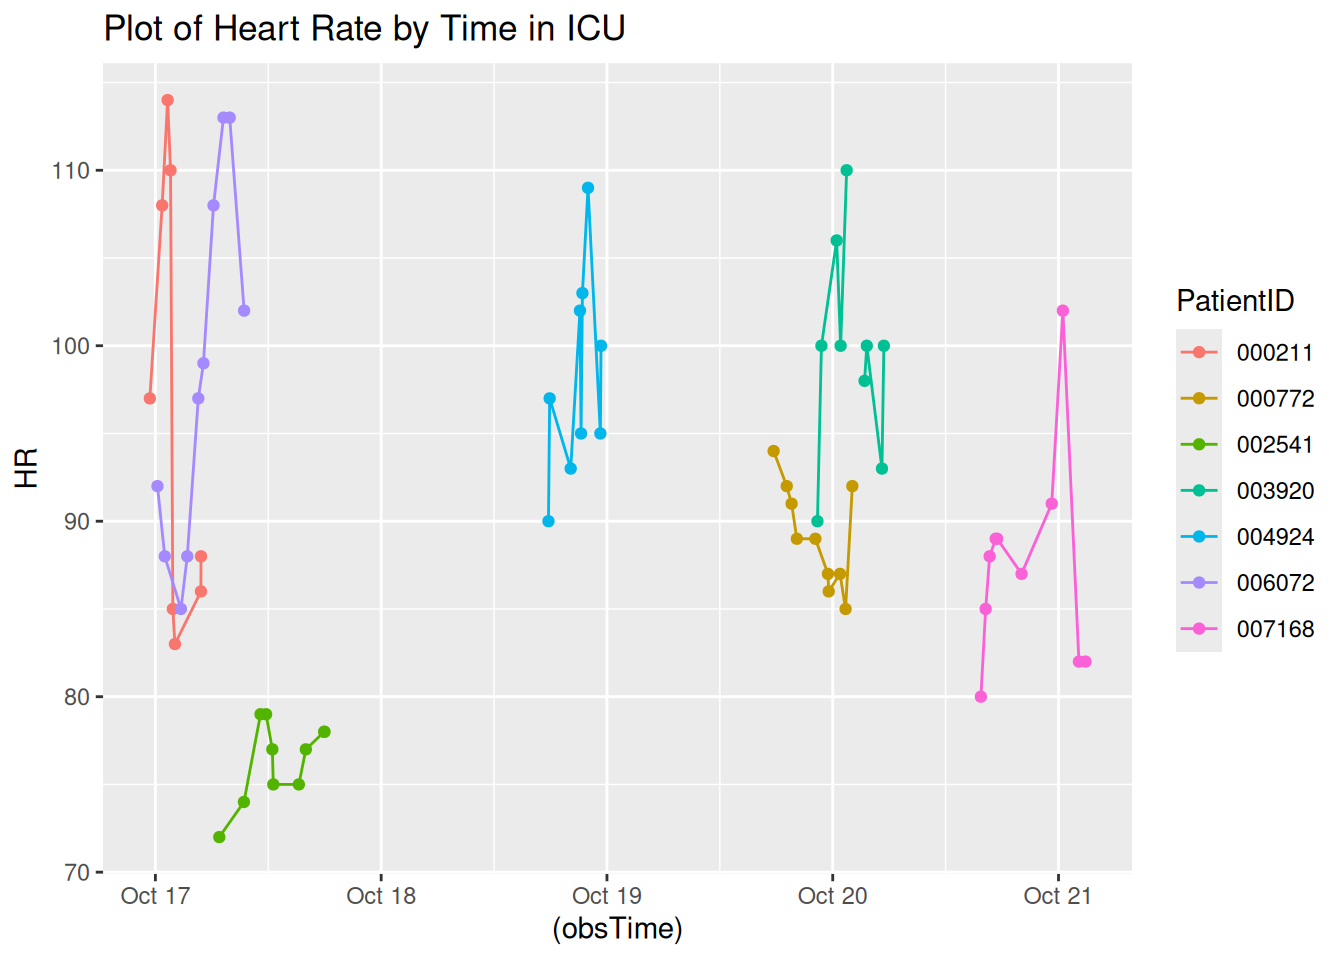 Plot of Heart Rate by Time in ICU
HR
110
100
90
80
70
Oct 17
Oct 18
Oct 19
Oct 20
Oct 21
(obsTime)
PatientID
000211
000772
002541
003920
004924
006072
007168